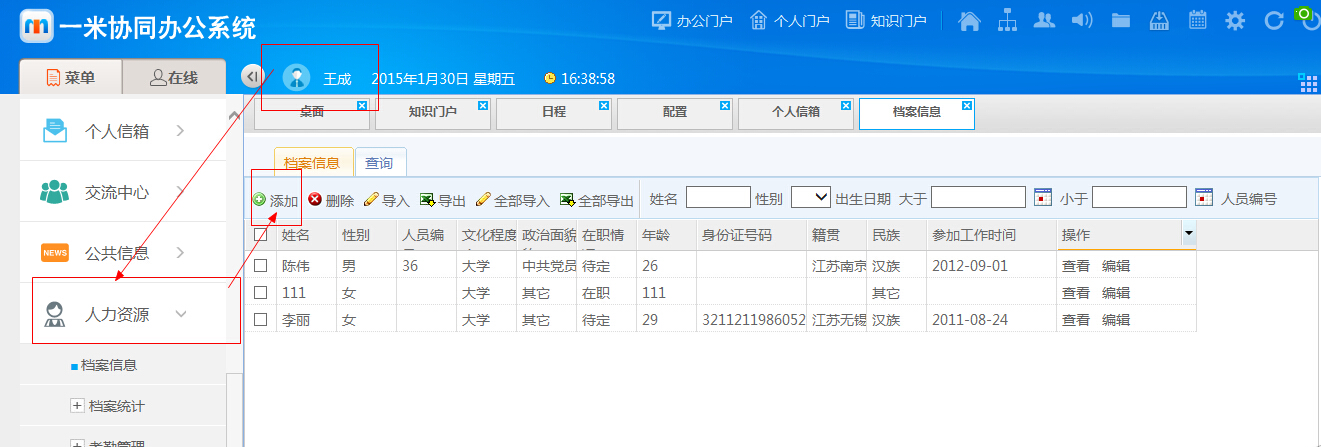 一米协同办公系统
办公门户 个人门户 知识门户
菜单 在线
王成 2015年1月30日 星期五 16:38:58
桌面 知识门户 日程 配置 个人信箱 档案信息
个人信箱
交流中心
NEWS 公共信息
人力资源
档案信息
档案统计
考勤管理
档案信息 查询
添加 删除 导入 导出 全部导入 全部导出 姓名 性别 出生日期 大于 小于 人员编号
姓名 性别 人员编 文化程度 政治面貌 在职情 年龄 身份证号码 籍贯 民族 参加工作时间 操作
陈伟 男 36 大学 中共党员 待定 26 江苏南京 汉族 2012-09-01 查看 编辑
111 女 大学 其它 在职 111 其它 查看 编辑
李丽 女 大学 其它 待定 29 3211211986052 江苏无锡 汉族 2011-08-24 查看 编辑